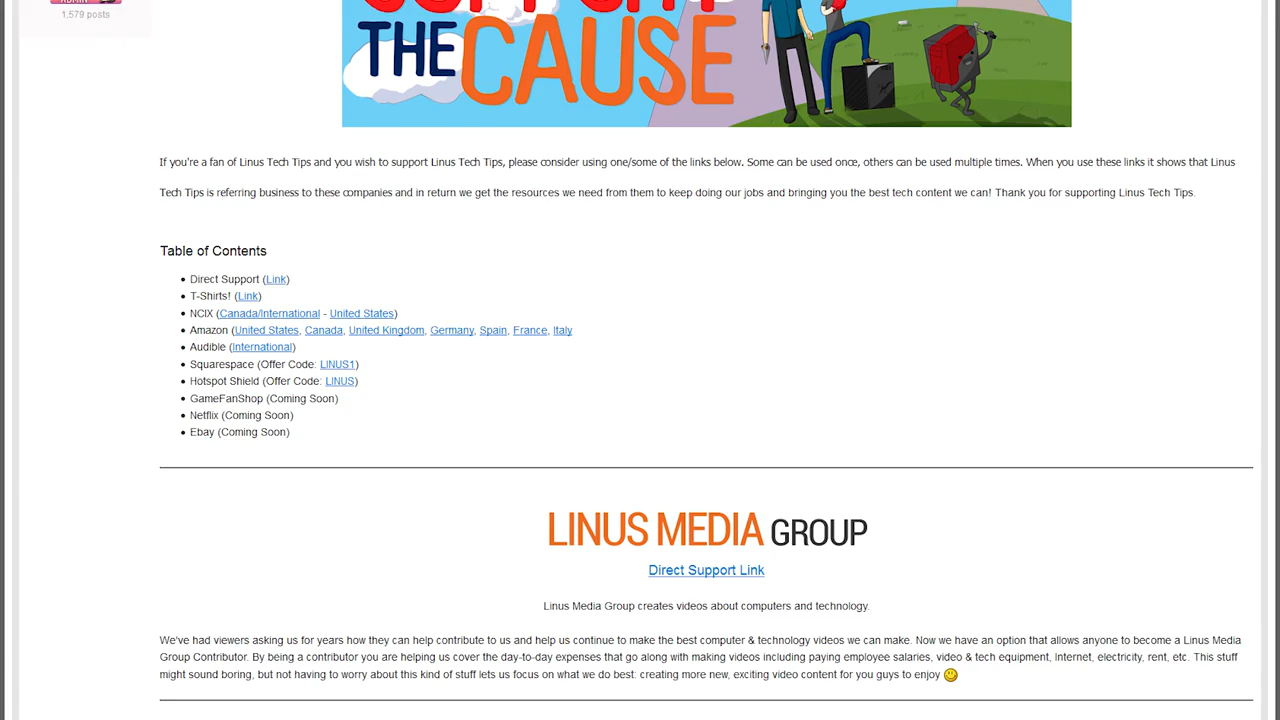 ADMIN
1,579 posts
SUPPORT
THE CAUSE
If you're a fan of Linus Tech Tips and you wish to support Linus Tech Tips, please consider using one/some of the links below. Some can be used once, others can be used multiple times. When you use these links it shows that Linus
Tech Tips is referring business to these companies and in return we get the resources we need from them to keep doing our jobs and bringing you the best tech content we can! Thank you for supporting Linus Tech Tips.
Table of Contents
• Direct Support (Link)
• T-Shirts! (Link)
• NCIX (Canada/International - United States)
• Amazon (United States, Canada, United Kingdom, Germany, Spain, France, Italy
• Audible (International)
• Squarespace (Offer Code: LINUS1)
• Hotspot Shield (Offer Code: LINUS)
• GameFanShop (Coming Soon)
• Netflix (Coming Soon)
• Ebay (Coming Soon)
LINUS MEDIA GROUP
Direct Support Link
Linus Media Group creates videos about computers and technology.
We've had viewers asking us for years how they can help contribute to us and help us continue to make the best computer & technology videos we can make. Now we have an option that allows anyone to become a Linus Media
Group Contributor. By being a contributor you are helping us cover the day-to-day expenses that go along with making videos including paying employee salaries, video & tech equipment, Internet, electricity, rent, etc. This stuff
might sound boring, but not having to worry about this kind of stuff lets us focus on what we do best: creating more new, exciting video content for you guys to enjoy